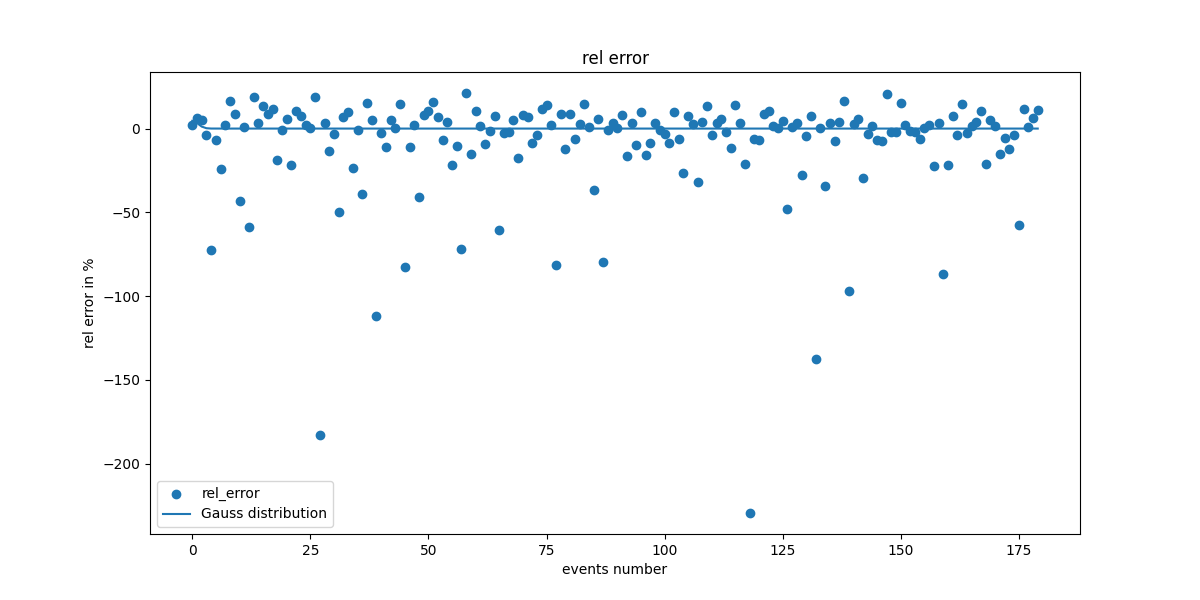 rel error
rel error in %
0
−50
−100
−150
−200
rel_error
Gauss distribution
0 25 50 75 100 125 150 175
events number